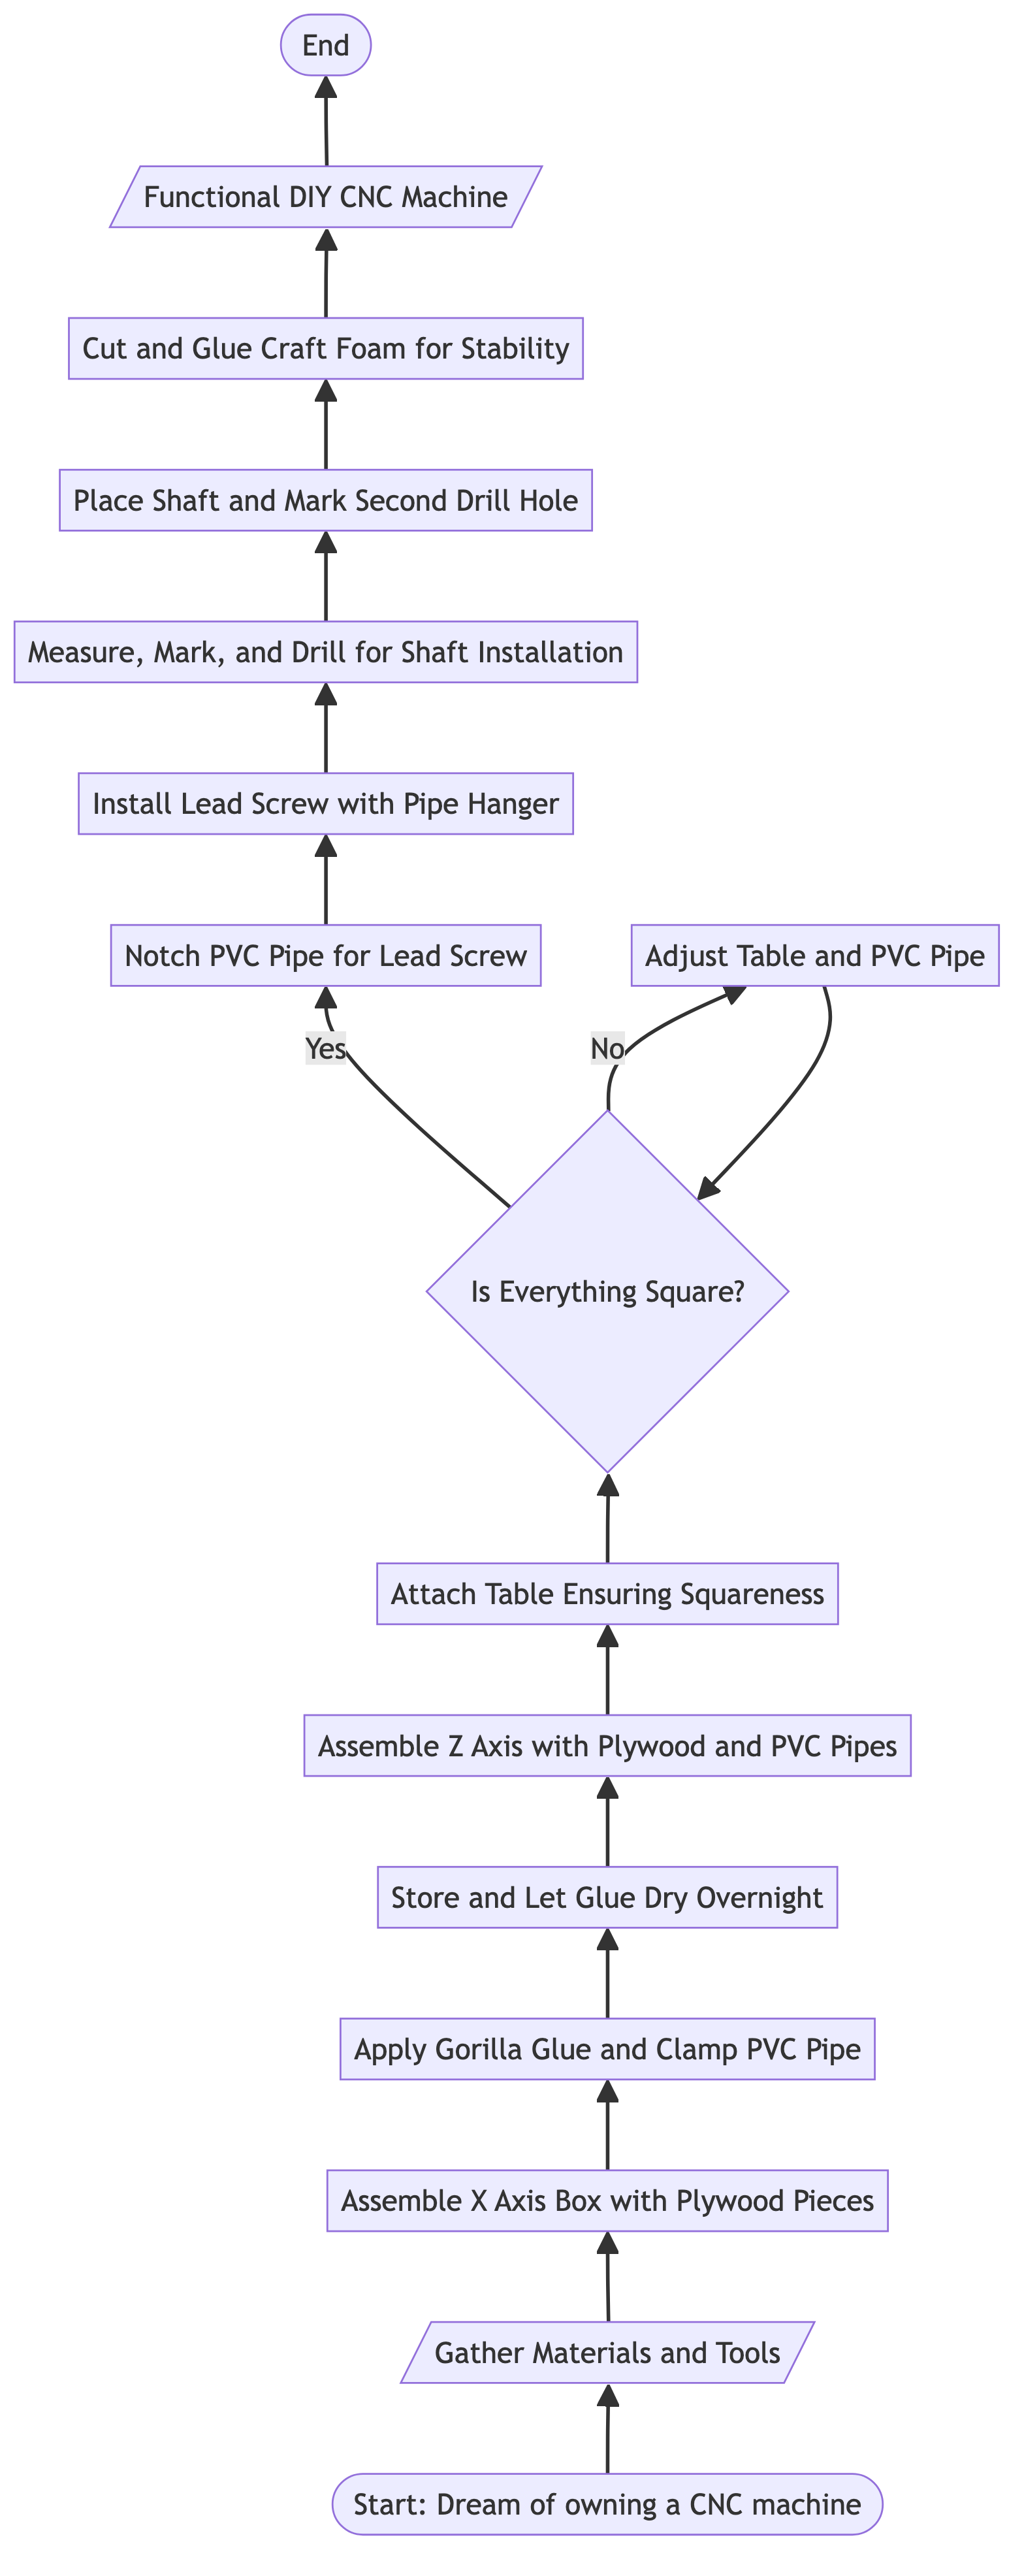 End
Functional DIY CNC Machine
Cut and Glue Craft Foam for Stability
Place Shaft and Mark Second Drill Hole
Measure, Mark, and Drill for Shaft Installation
Install Lead Screw with Pipe Hanger
Notch PVC Pipe for Lead Screw
Adjust Table and PVC Pipe
Yes
No
Is Everything Square?
Attach Table Ensuring Squareness
Assemble Z Axis with Plywood and PVC Pipes
Store and Let Glue Dry Overnight
Apply Gorilla Glue and Clamp PVC Pipe
Assemble X Axis Box with Plywood Pieces
Gather Materials and Tools
Start: Dream of owning a CNC machine